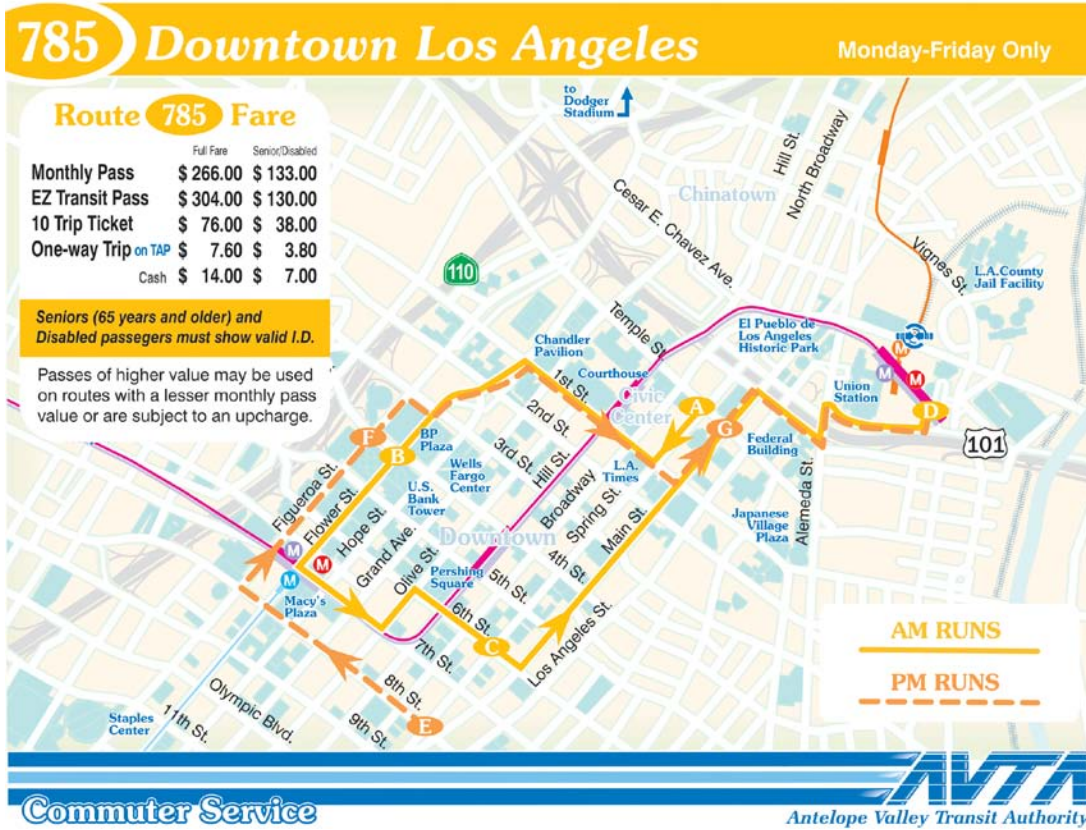 785 Downtown Los Angeles
Monday-Friday Only
Route 785 Fare
Full Fare Senior/Disabled
Monthly Pass $ 266.00 $ 133.00
EZ Transit Pass $ 304.00 $ 130.00
10 Trip Ticket $ 76.00 $ 38.00
One-way Trip on TAP $ 7.60 $ 3.80
Cash $ 14.00 $ 7.00
Seniors (65 years and older) and
Disabled passegers must show valid I.D.
Passes of higher value may be used
on routes with a lesser monthly pass
value or are subject to an upcharge.
to
Dodger
Stadium
Hill St.
North Broadway
Chinatown
Cesar E. Chavez Ave.
110
Vignes St.
L.A.County
Jail Facility
Temple St.
El Pueblo de
Los Angeles
Historic Park
M
M
M
Chandler
Pavilion
Courthouse
1st St.
Civic
Center
A
Union
Station
D
2nd St.
G
Federal
Building
101
F
BP
Plaza
B
3rd St.
Hill St.
Wells
Fargo
Center
L.A.
Times
Figueroa St.
Flower St.
U.S.
Bank
Tower
Broadway
Spring St.
Main St.
Alemeda St.
Hope St.
Grand Ave.
Downtown
4th St.
Japanese
Village
Plaza
M
M
M
Olive St.
Pershing
Square
5th St.
Macy's
Plaza
6th St.
C
Los Angeles St.
7th St.
8th St.
E
Olympic Blvd.
9th St.
Staples
Center
11th St.
AM RUNS
PM RUNS
Commuter Service
AVTA
Antelope Valley Transit Authority